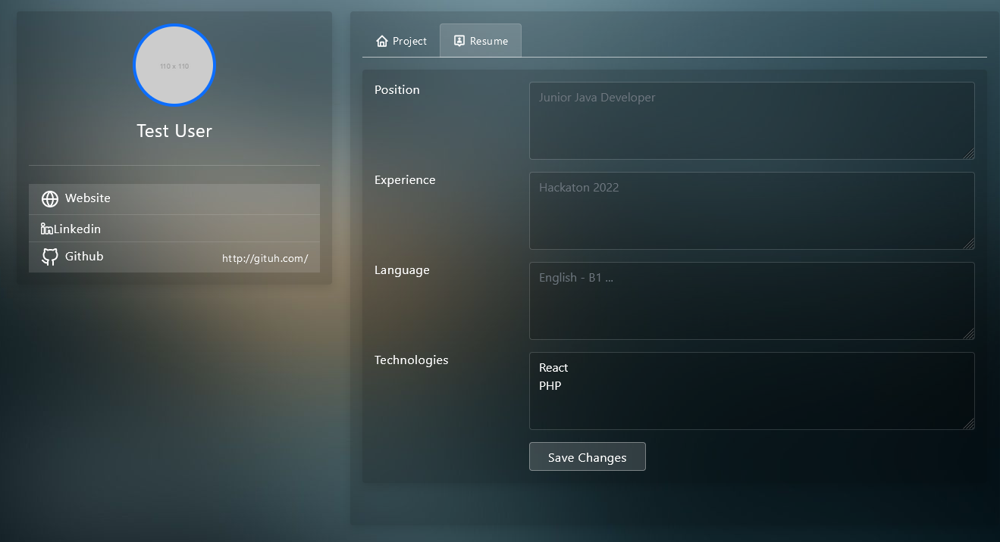 110 x 110
Test User
Website
Linkedin
Github http://gituh.com/
Project Resume
Position
Junior Java Developer
Experience
Hackaton 2022
Language
English - B1 ...
Technologies
React
PHP
Save Changes